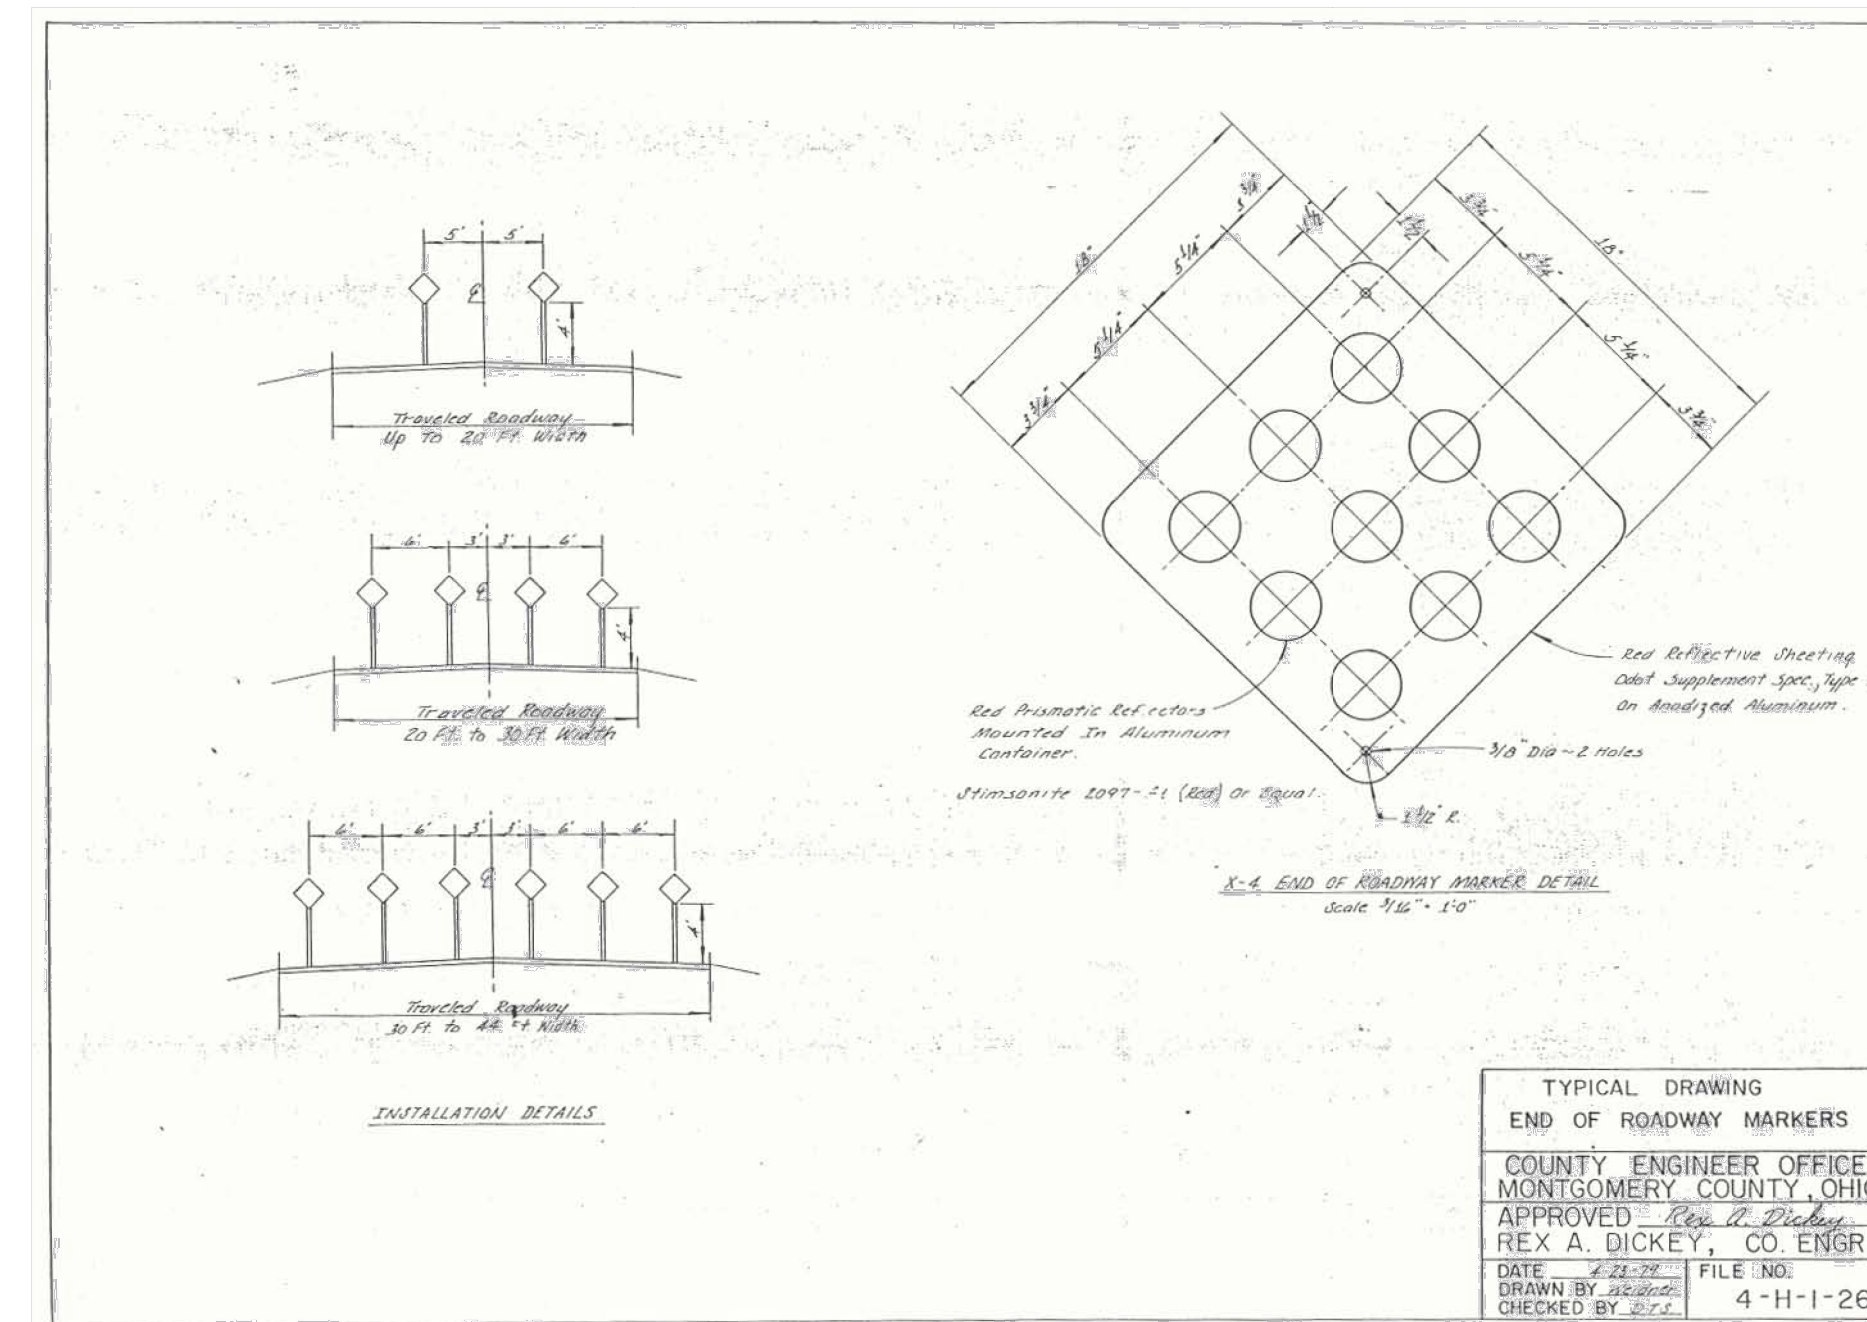 5' 5'
℄
4'
Traveled Roadway
Up To 20 Ft. Width
6' 3' 3' 6'
℄
4'
Traveled Roadway
20 Ft. to 30 Ft Width
6' 6' 3' 3' 6' 6'
℄
4'
Traveled Roadway
30 Ft. to 44 Ft. Width
INSTALLATION DETAILS
18"
3 3/4"
5 1/4"
5 1/4"
3 3/4"
1 1/2"
1 1/2"
3 3/4"
5 1/4"
5 1/4"
3 3/4"
18"
Red Reflective Sheeting
Odot Supplement Spec., Type
On Anodized Aluminum.
Red Prismatic Reflectors
Mounted In Aluminum
Container.
Stimsonite (Red) Or Equal.
3/8" Dia ~ 2 Holes
1 1/2" R.
X-4 END OF ROADWAY MARKER DETAIL
Scale 3/16" = 1'-0"
TYPICAL DRAWING
END OF ROADWAY MARKERS
COUNTY ENGINEER OFFICE
MONTGOMERY COUNTY, OHIO
APPROVED Rex A. Dickey
REX A. DICKEY, CO. ENGR
DATE
DRAWN BY
CHECKED BY D.T.S.
FILE NO.
4-H-1-26